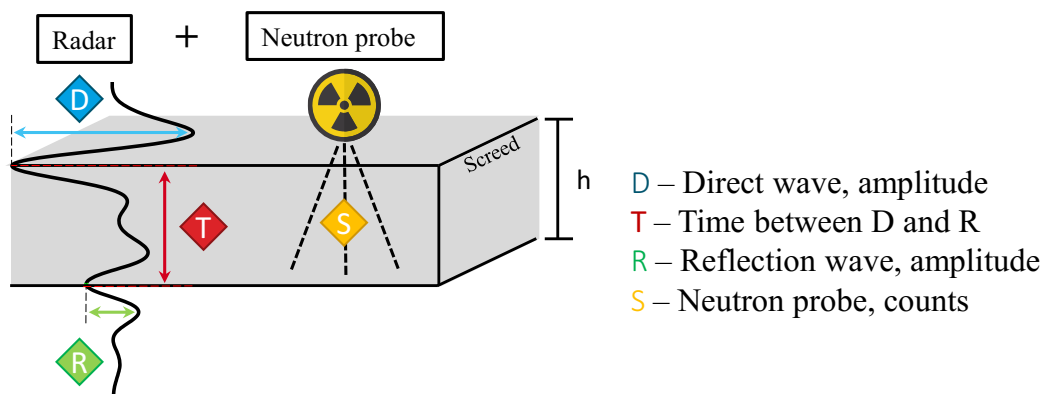 Radar + Neutron probe
D
Screed
h
T
S
R
D – Direct wave, amplitude
T – Time between D and R
R – Reflection wave, amplitude
S – Neutron probe, counts